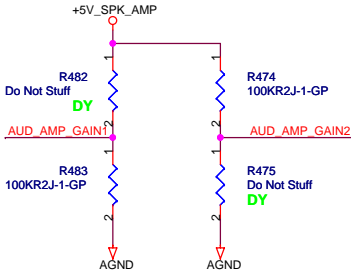 +5V_SPK_AMP
1 1
R482 R474
Do Not Stuff 100KR2J-1-GP
DY
2 2
AUD_AMP_GAIN1 AUD_AMP_GAIN2
1 1
R483 R475
100KR2J-1-GP Do Not Stuff
DY
2 2
AGND AGND